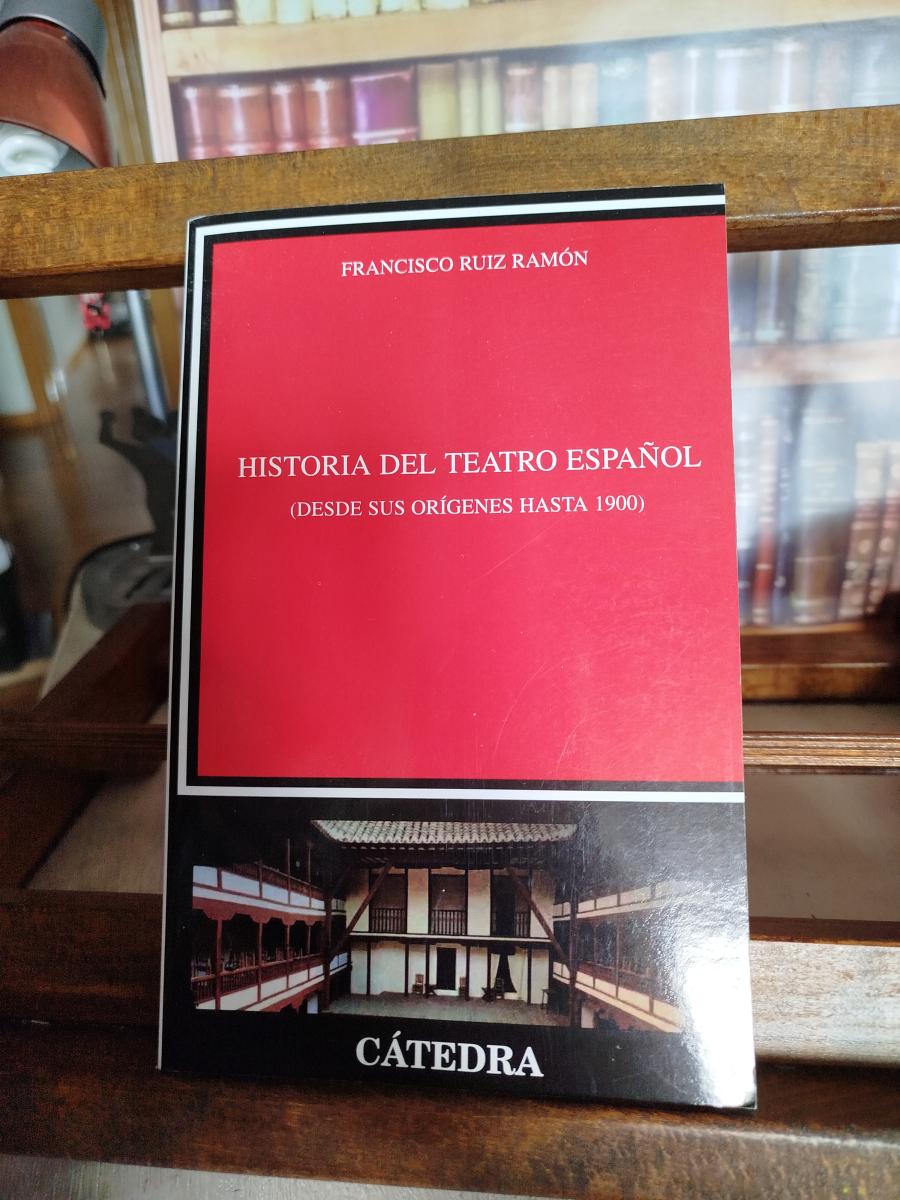 FRANCISCO RUIZ RAMÓN
HISTORIA DEL TEATRO ESPAÑOL
(DESDE SUS ORÍGENES HASTA 1900)
CÁTEDRA